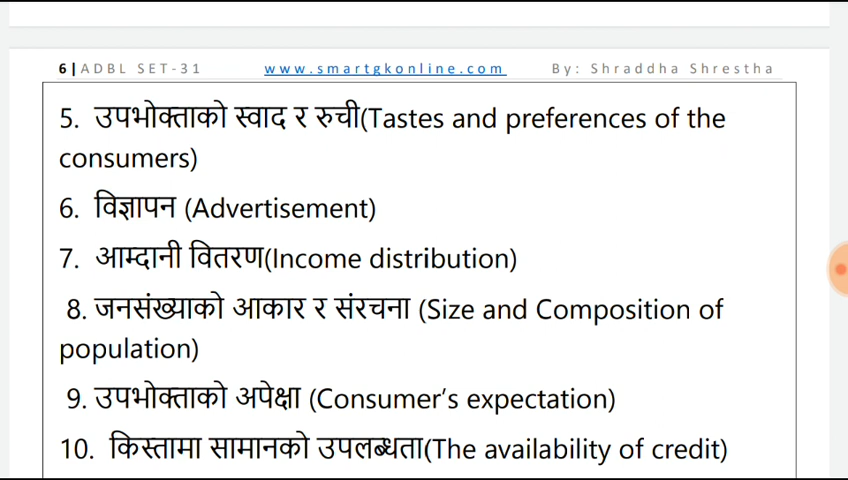 6|ADBL SET-31 www.smartgkonline.com By: Shraddha Shrestha
5. उपभोक्ताको स्वाद र रुची(Tastes and preferences of the
consumers)
6. विज्ञापन (Advertisement)
7. आम्दानी वितरण(Income distribution)
8. जनसंख्याको आकार र संरचना (Size and Composition of
population)
9. उपभोक्ताको अपेक्षा (Consumer's expectation)
10. किस्तामा सामानको उपलब्धता(The availability of credit)